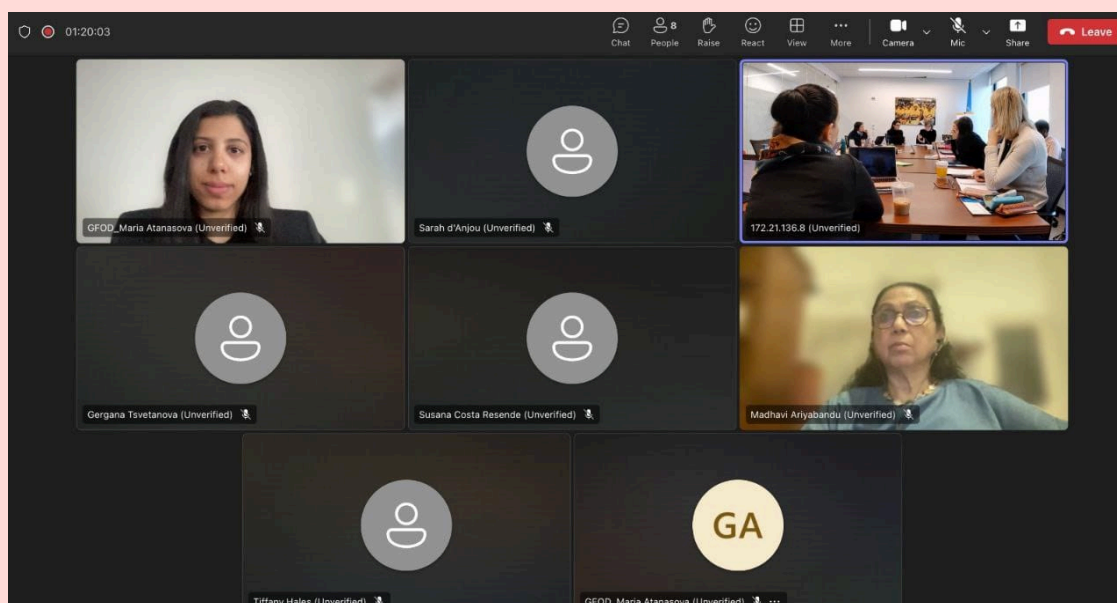 01:20:03
8
Chat People Raise React View More Camera Mic Share Leave
GFOD_Maria Atanasova (Unverified)
Sarah d'Anjou (Unverified)
172.21.136.8 (Unverified)
Gergana Tsvetanova (Unverified)
Susana Costa Resende (Unverified)
Madhavi Ariyabandu (Unverified)
GA
Tiffany Hales (Unverified)
GFOD_Maria Atanasova (Unverified)